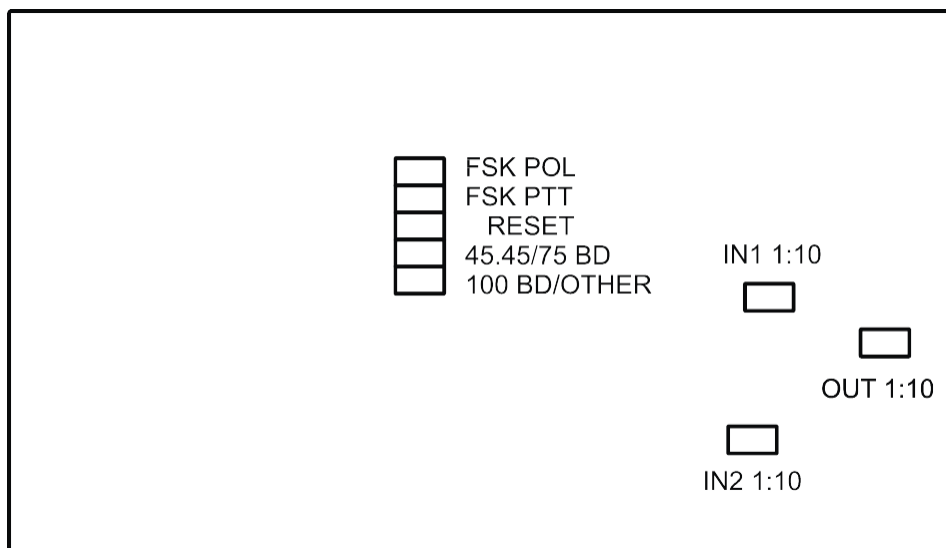 FSK POL
FSK PTT
RESET
45.45/75 BD
100 BD/OTHER
IN1 1:10
OUT 1:10
IN2 1:10